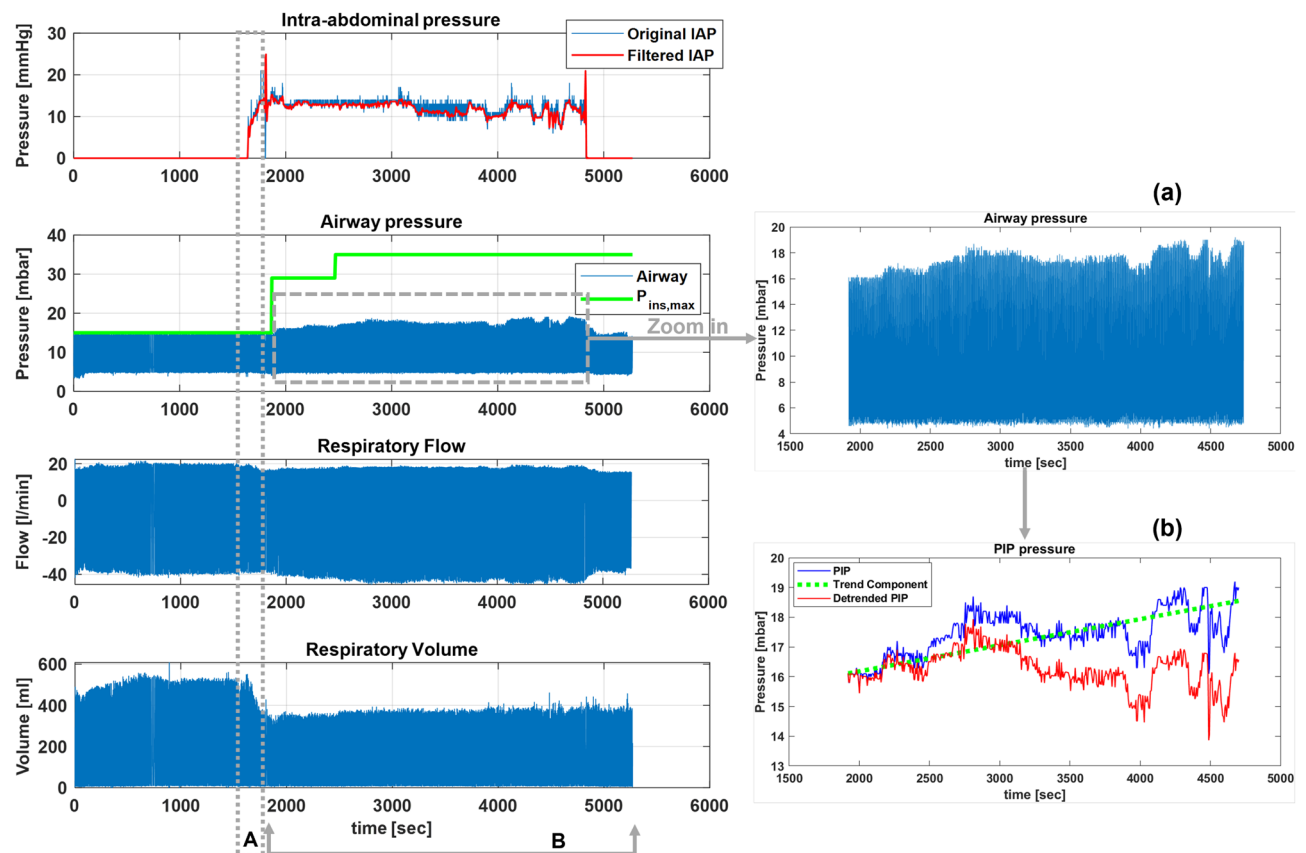 Intra-abdominal pressure
Pressure [mmHg]
30
20
10
0
Original IAP
Filtered IAP
0 1000 2000 3000 4000 5000 6000
Airway pressure
Pressure [mbar]
40
30
20
10
0
Airway
P_ins,max
Zoom in
0 1000 2000 3000 4000 5000 6000
Respiratory Flow
Flow [l/min]
20
0
-20
-40
0 1000 2000 3000 4000 5000 6000
Respiratory Volume
Volume [ml]
600
400
200
0
0 1000 2000 3000 4000 5000 6000
time [sec]
A
B
(a)
Airway pressure
Pressure [mbar]
20
18
16
14
12
10
8
6
4
1500 2000 2500 3000 3500 4000 4500 5000
time [sec]
(b)
PIP pressure
Pressure [mbar]
20
19
18
17
16
15
14
13
PIP
Trend Component
Detrended PIP
1500 2000 2500 3000 3500 4000 4500 5000
time [sec]